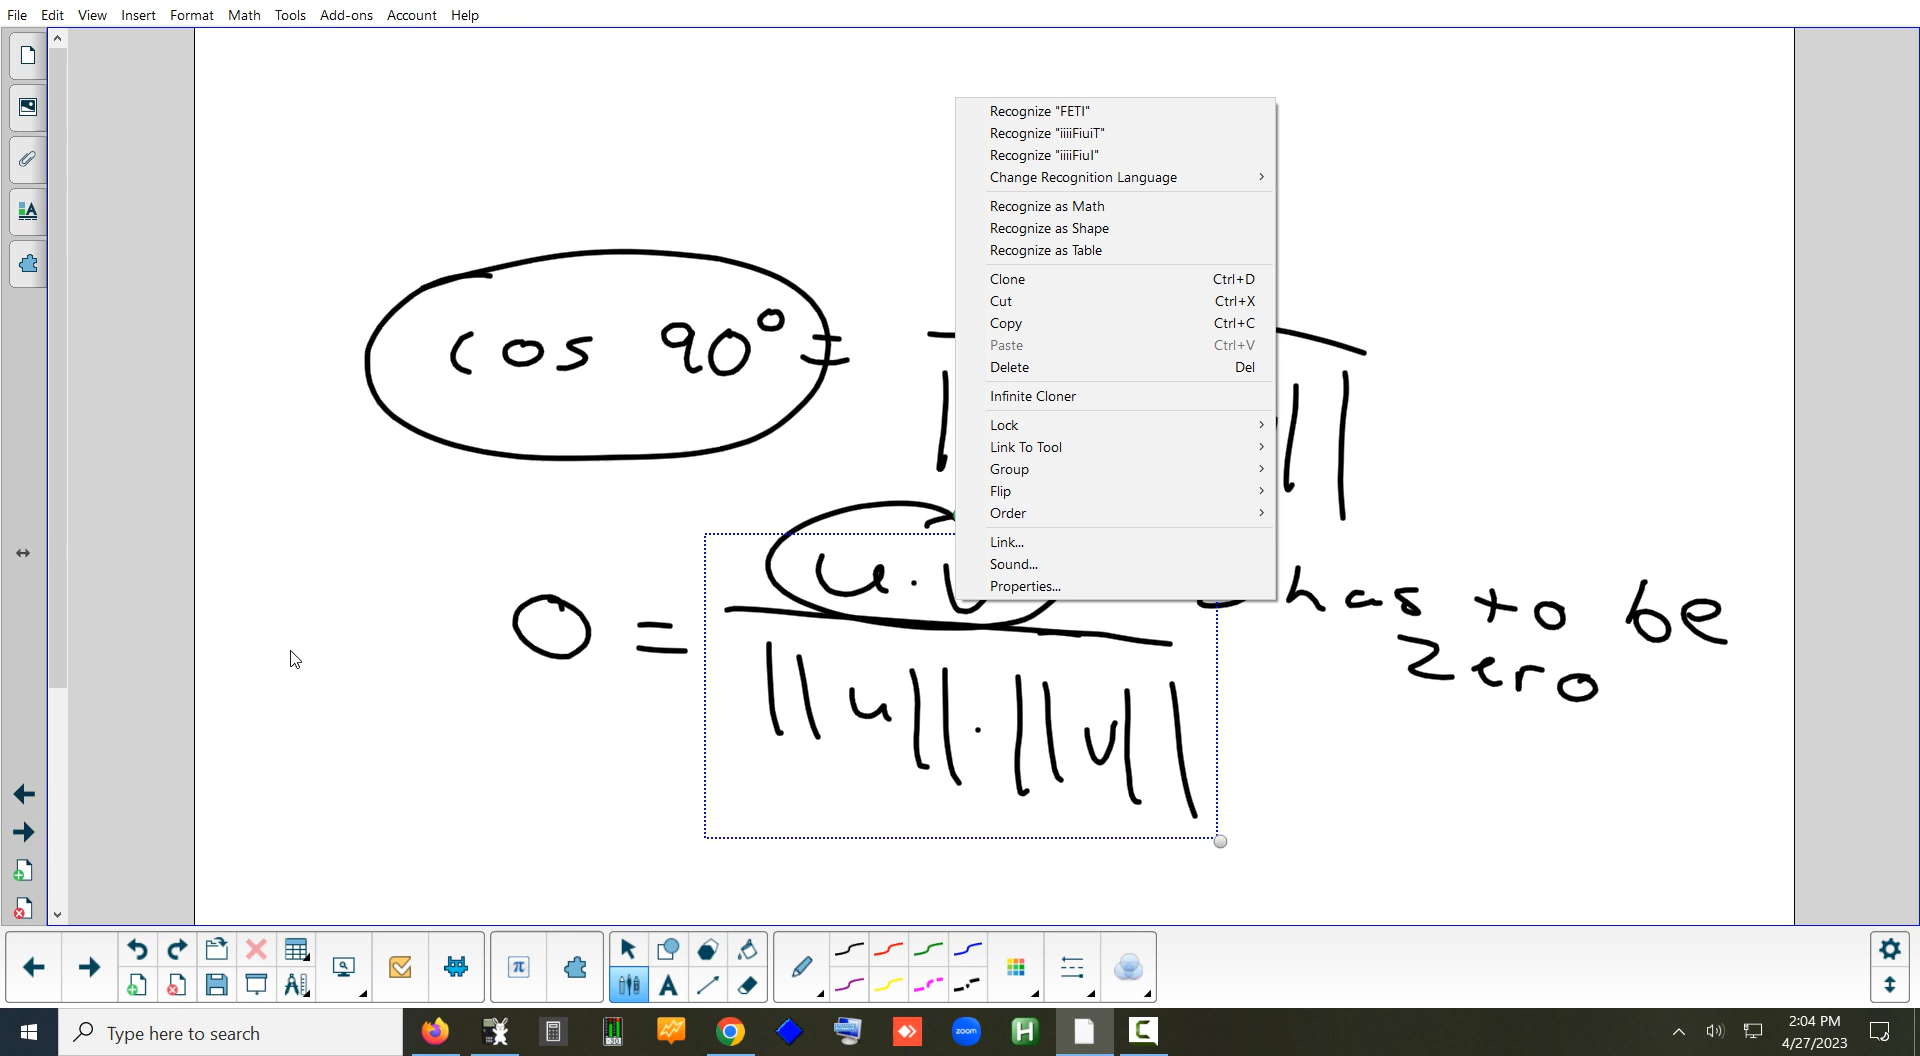 File Edit View Insert Format Math Tools Add-ons Account Help
Recognize "FETI"
Recognize "iiiiFiuiT"
Recognize "iiiiFiuI"
Change Recognition Language
Recognize as Math
Recognize as Shape
Recognize as Table
Clone Ctrl+D
Cut Ctrl+X
Copy Ctrl+C
Paste Ctrl+V
Delete Del
Infinite Cloner
Lock
Link To Tool
Group
Flip
Order
Link...
Sound...
Properties...
cos 90° =
u · v
0 =
||u|| · ||v||
has to be
zero
A
π
A
zoom
H
C
Type here to search
2:04 PM
4/27/2023